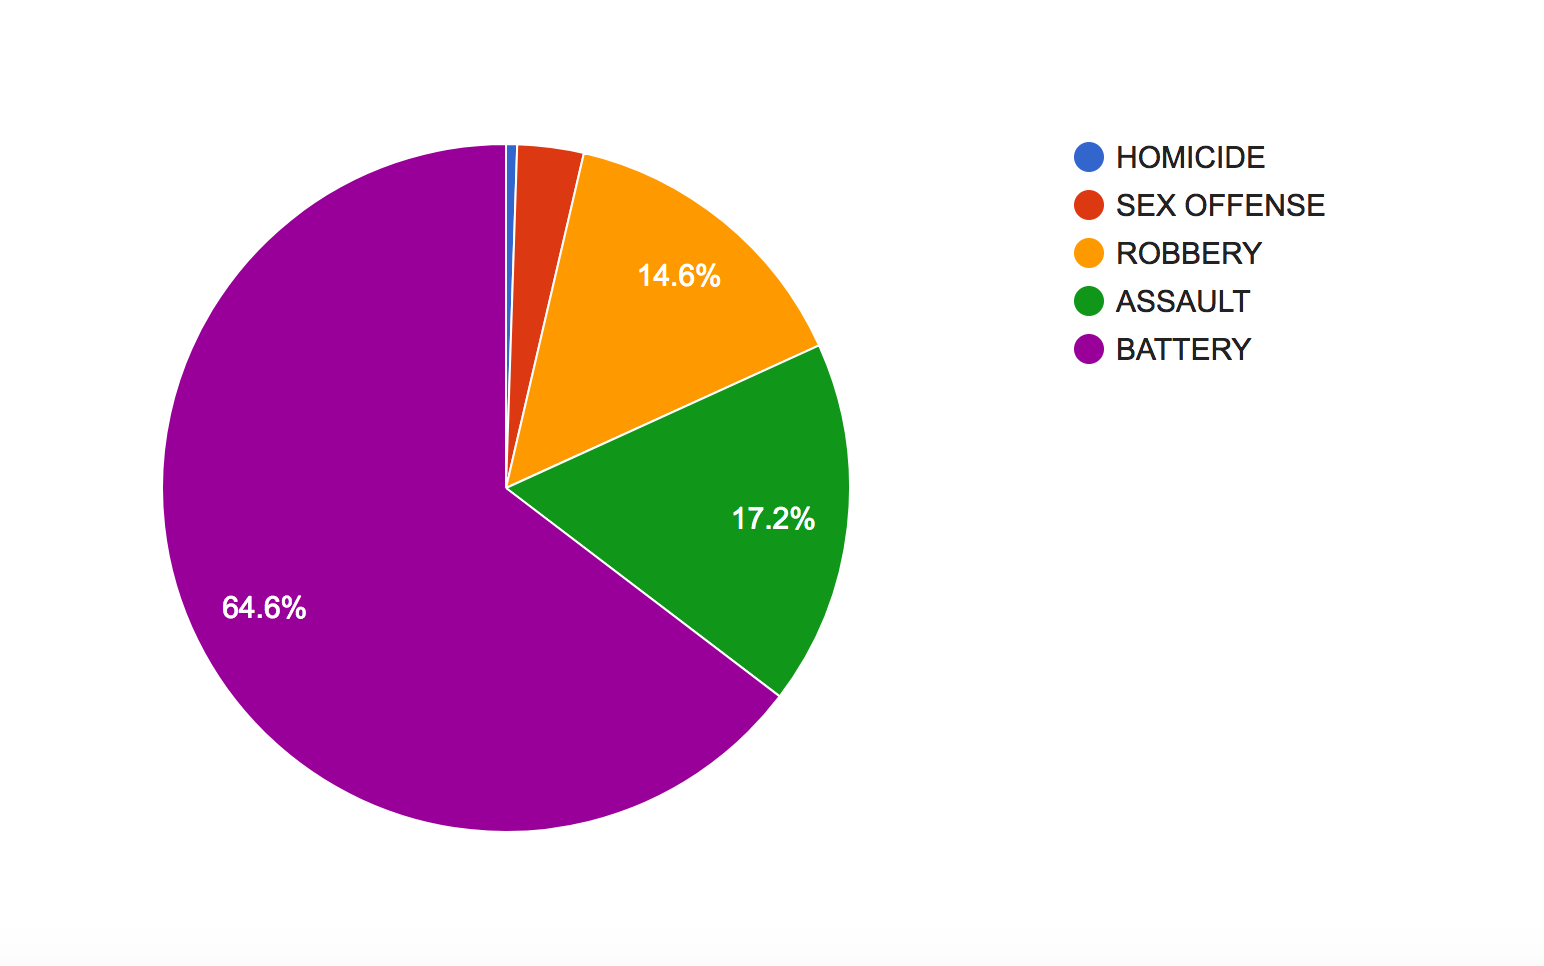 HOMICIDE
SEX OFFENSE
ROBBERY
ASSAULT
BATTERY
14.6%
17.2%
64.6%